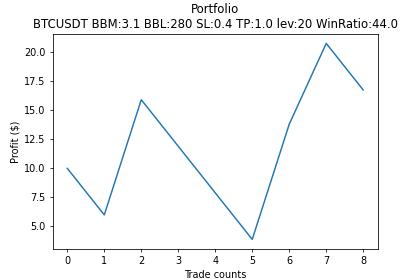 Portfolio
BTCUSDT BBM:3.1 BBL:280 SL:0.4 TP:1.0 lev:20 WinRatio:44.0
20.0
17.5
15.0
12.5
10.0
7.5
5.0
Profit ($)
0 1 2 3 4 5 6 7 8
Trade counts